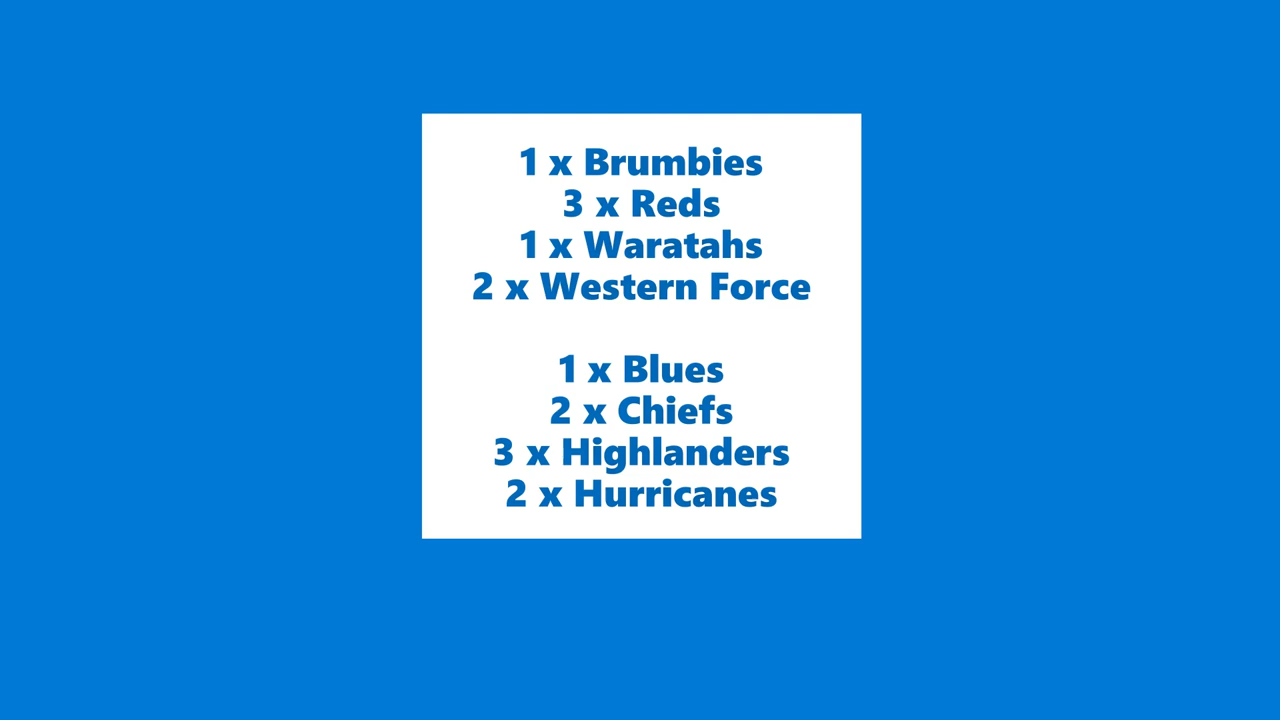 1 x Brumbies
3 x Reds
1 x Waratahs
2 x Western Force
1 x Blues
2 x Chiefs
3 x Highlanders
2 x Hurricanes